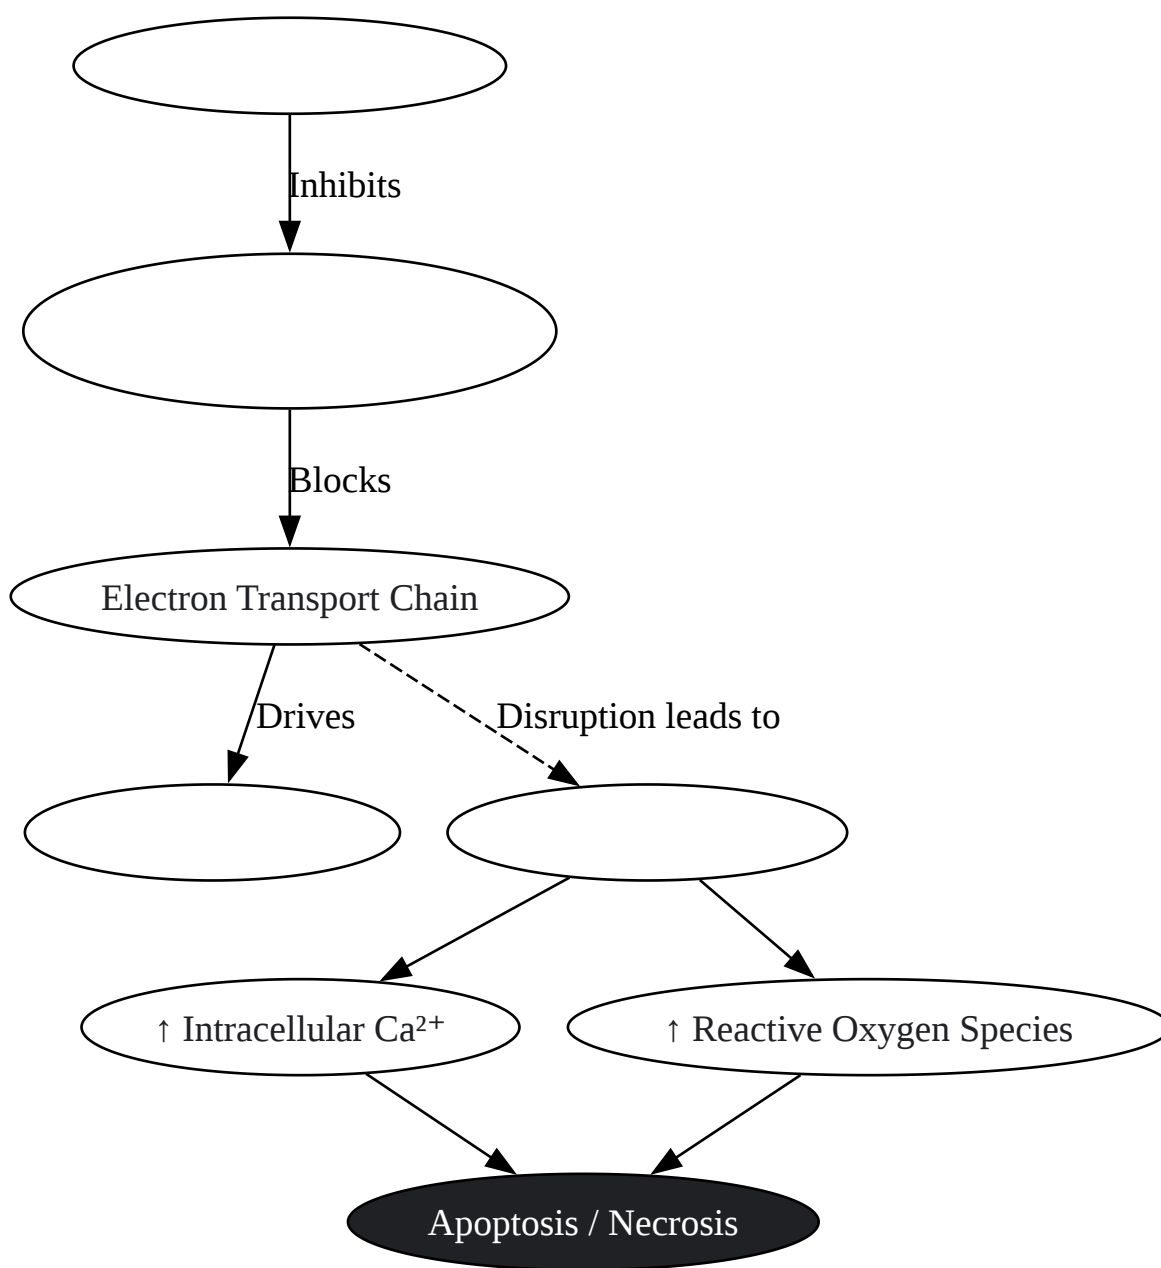 Inhibits
Blocks
Electron Transport Chain
Drives
Disruption leads to
↑ Intracellular Ca²⁺
↑ Reactive Oxygen Species
Apoptosis / Necrosis